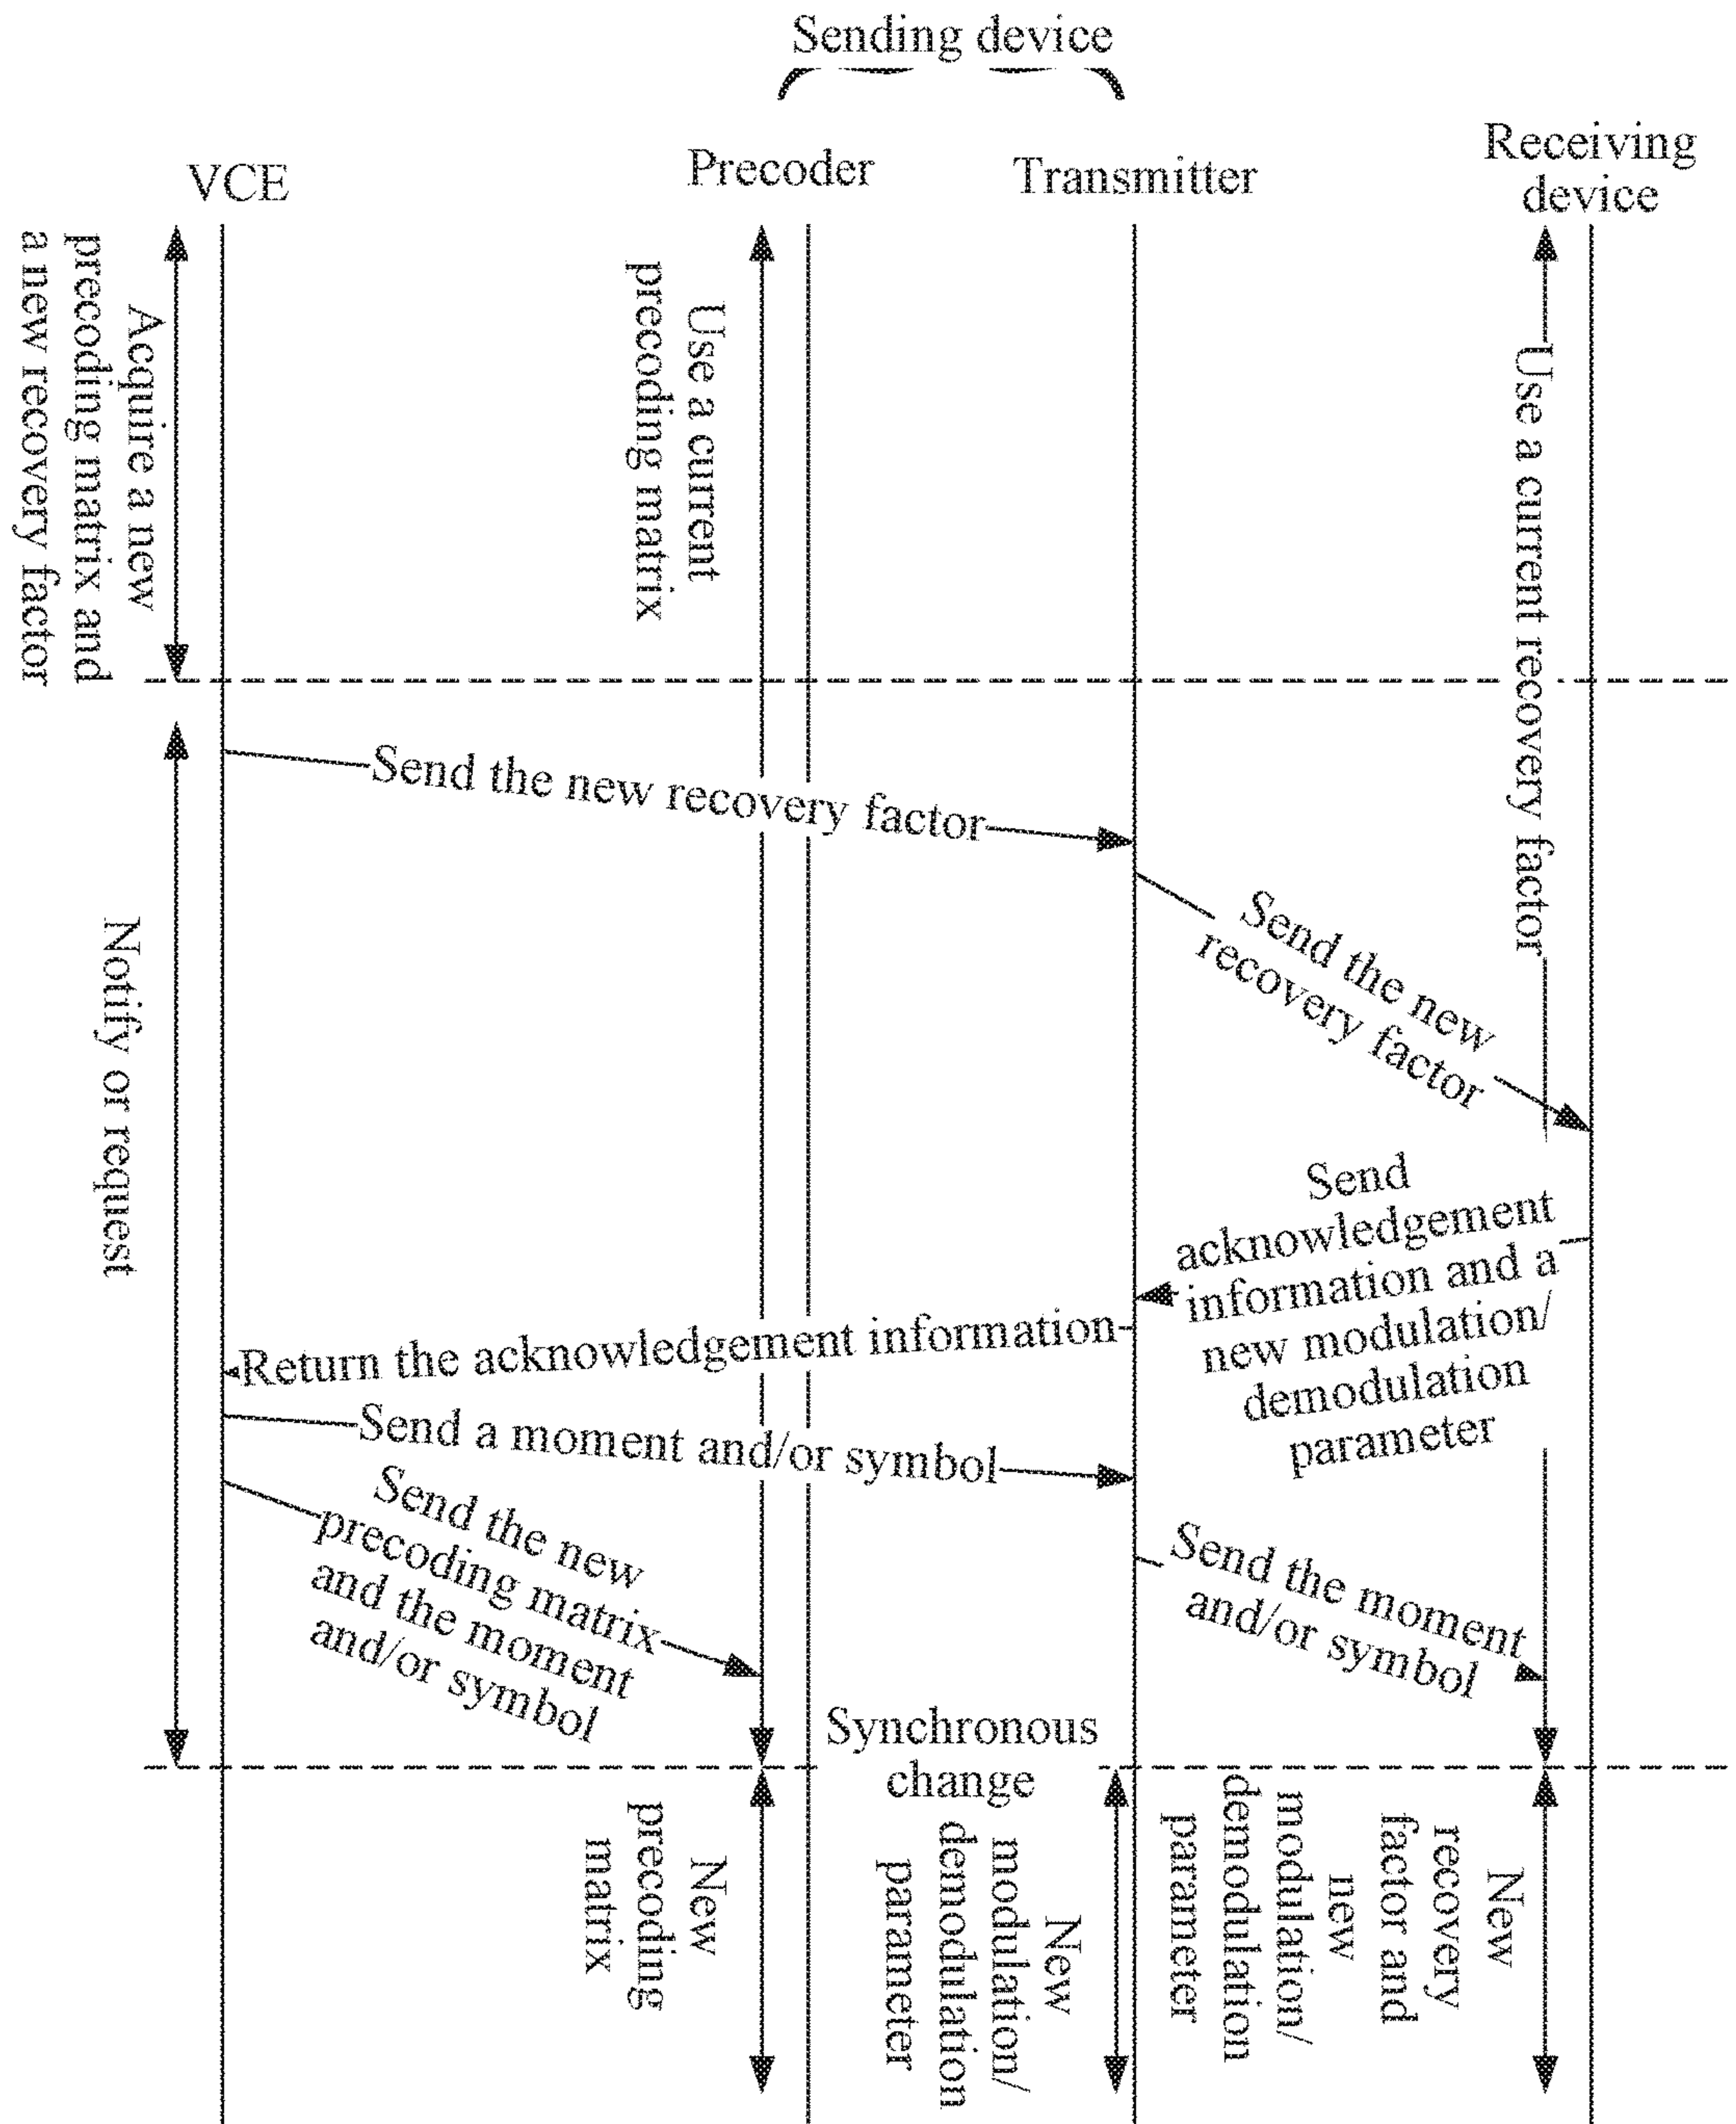 Sending device
VCE
Precoder
Transmitter
Receiving
device
Acquire a new
precoding matrix and
a new recovery factor
Use a current
precoding matrix
Use a current recovery factor
Notify or request
Send the new recovery factor
Send the new
recovery factor
Send
acknowledgement
information and a
new modulation/
demodulation
parameter
Return the acknowledgement information
Send a moment and/or symbol
Send the new
precoding matrix
and the moment
and/or symbol
Send the moment
and/or symbol
Synchronous
change
New
precoding
matrix
New
modulation/
demodulation
parameter
New
recovery
factor and
new
modulation/
demodulation
parameter